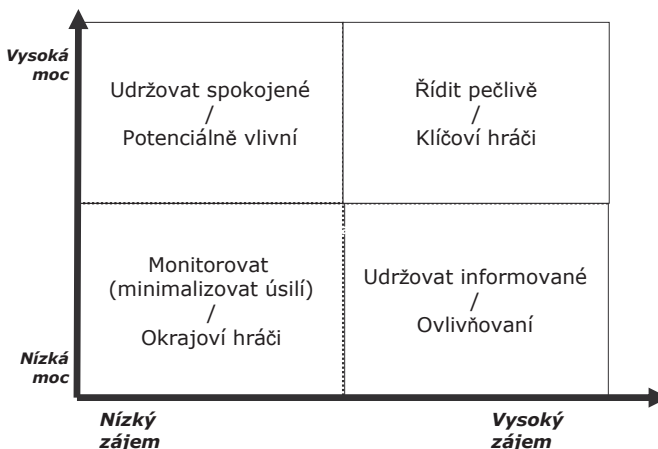 Vysoká
moc
Udržovat spokojené
/
Potenciálně vlivní
Řídit pečlivě
/
Klíčoví hráči
Monitorovat
(minimalizovat úsilí)
/
Okrajoví hráči
Udržovat informované
/
Ovlivňovaní
Nízká
moc
Nízký
zájem
Vysoký
zájem